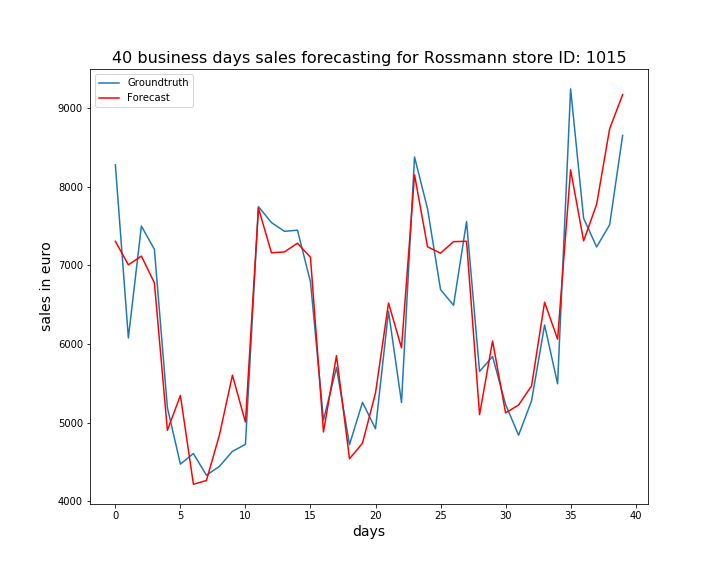 40 business days sales forecasting for Rossmann store ID: 1015
Groundtruth
Forecast
9000
8000
7000
6000
5000
4000
sales in euro
0 5 10 15 20 25 30 35 40
days